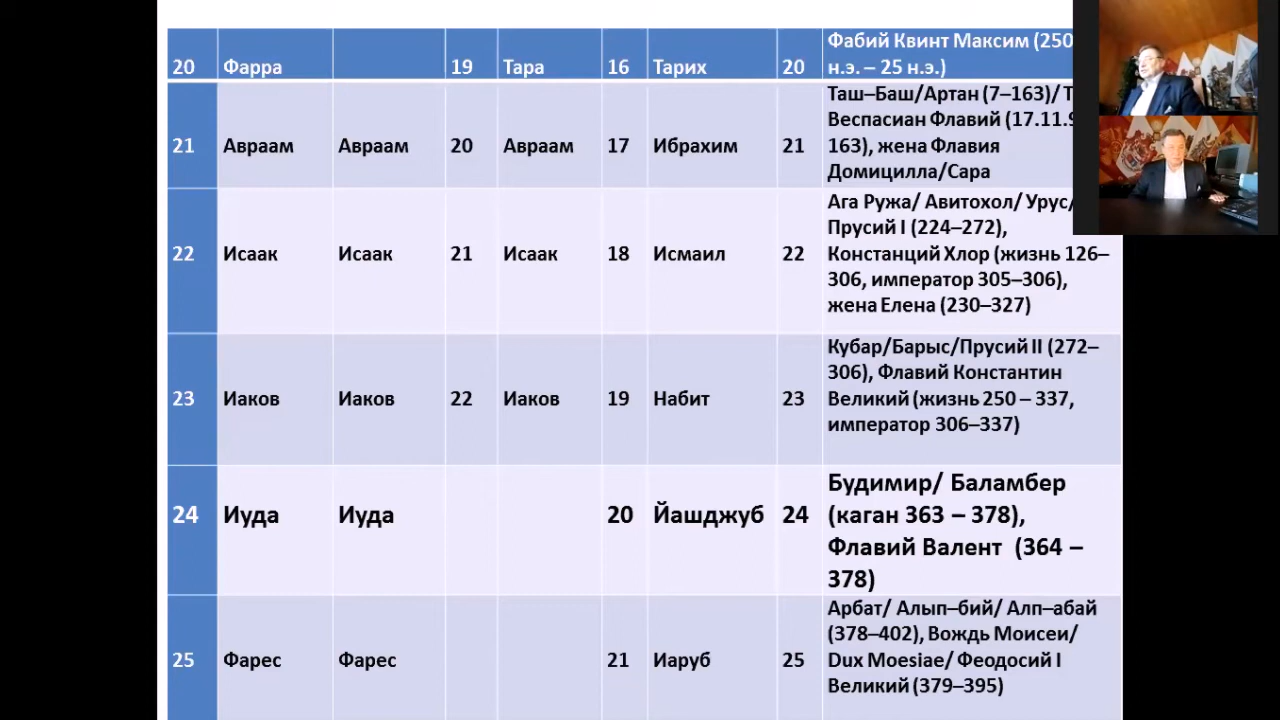 20 Фарра 19 Тара 16 Тарих 20 Фабий Квинт Максим (250
н.э. – 25 н.э.)
21 Авраам Авраам 20 Авраам 17 Ибрахим 21 Таш–Баш/Артан (7–163)/
Веспасиан Флавий (17.11.
163), жена Флавия
Домицилла/Сара
22 Исаак Исаак 21 Исаак 18 Исмаил 22 Ага Ружа/ Авитохол/ Урус/
Прусий I (224–272),
Констанций Хлор (жизнь 126–
306, император 305–306),
жена Елена (230–327)
23 Иаков Иаков 22 Иаков 19 Набит 23 Кубар/Барыс/Прусий II (272–
306), Флавий Константин
Великий (жизнь 250 – 337,
император 306–337)
24 Иуда Иуда 20 Йашджуб 24 Будимир/ Баламбер
(каган 363 – 378),
Флавий Валент (364 –
378)
25 Фарес Фарес 21 Иаруб 25 Арбат/ Алып–бий/ Алп–абай
(378–402), Вождь Моисеи/
Dux Moesiae/ Феодосий I
Великий (379–395)